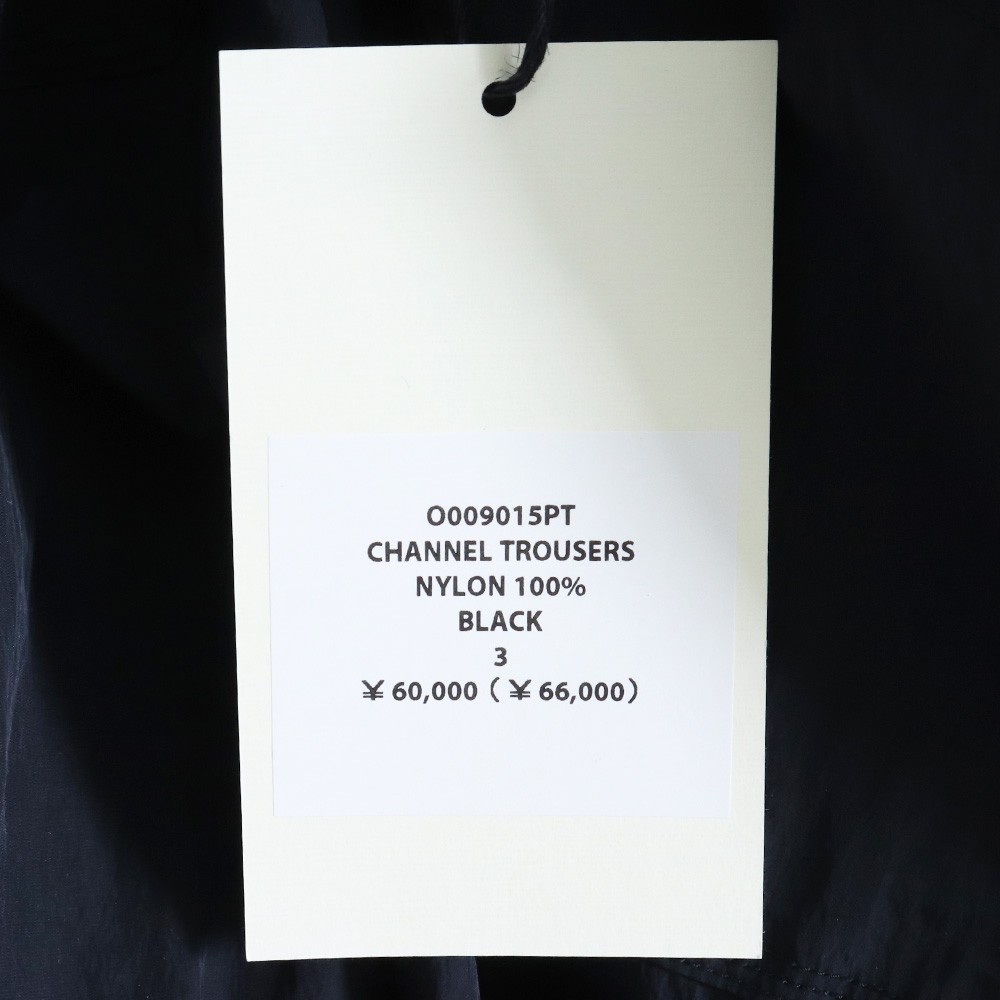 O009015PT
CHANNEL TROUSERS
NYLON 100%
BLACK
3
¥ 60,000 ( ¥ 66,000)